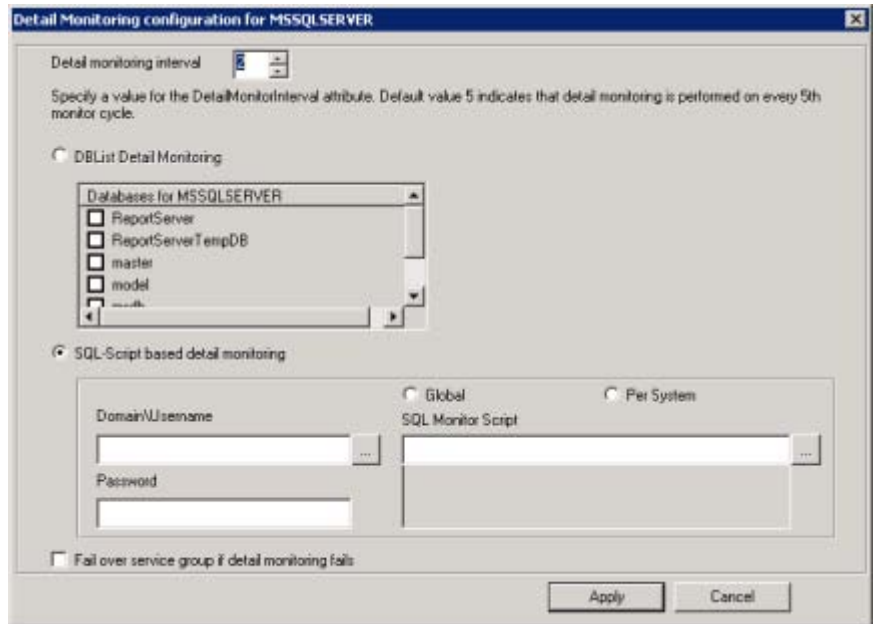 Detail Monitoring configuration for MSSQLSERVER
Detail monitoring interval 2
Specify a value for the DetailMonitorInterval attribute. Default value 5 indicates that detail monitoring is performed on every 5th
monitor cycle.
DBList Detail Monitoring
Databases for MSSQLSERVER
ReportServer
ReportServerTempDB
master
model
SQL-Script based detail monitoring
Global Per System
Domain\Username SQL Monitor Script
... ...
Password
Fail over service group if detail monitoring fails
Apply Cancel